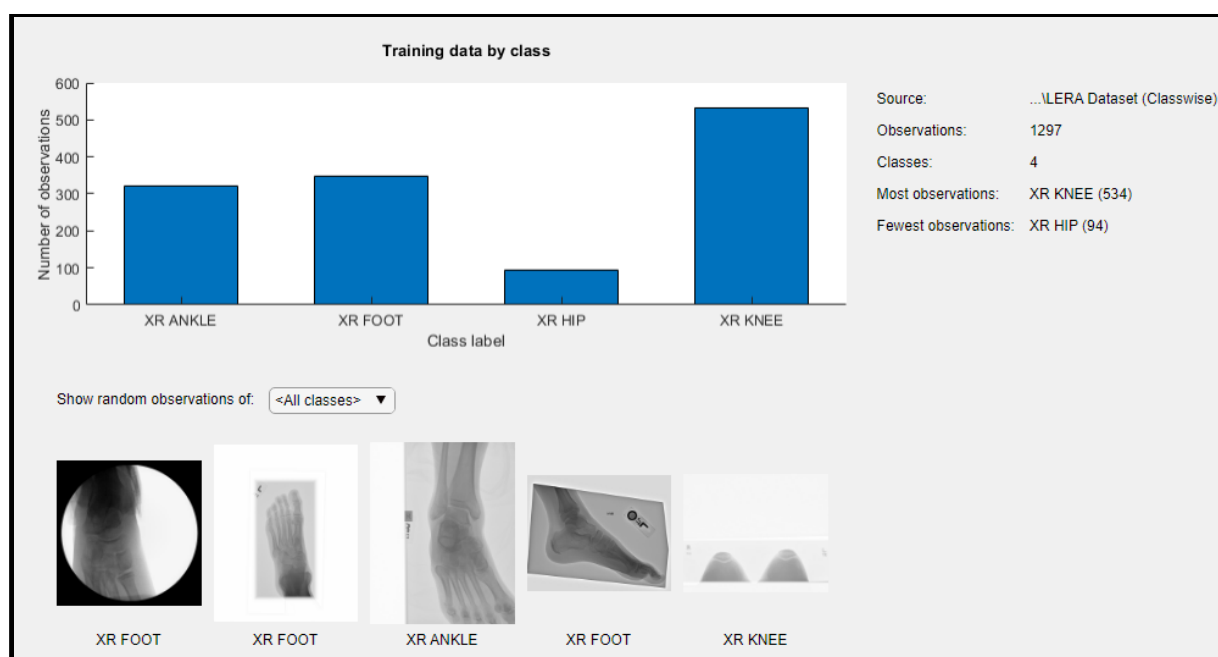 Training data by class
600
500
400
300
200
100
0
Number of observations
XR ANKLE XR FOOT XR HIP XR KNEE
Class label
Source: ...\LERA Dataset (Classwise)
Observations: 1297
Classes: 4
Most observations: XR KNEE (534)
Fewest observations: XR HIP (94)
Show random observations of: <All classes>
XR FOOT XR FOOT XR ANKLE XR FOOT XR KNEE